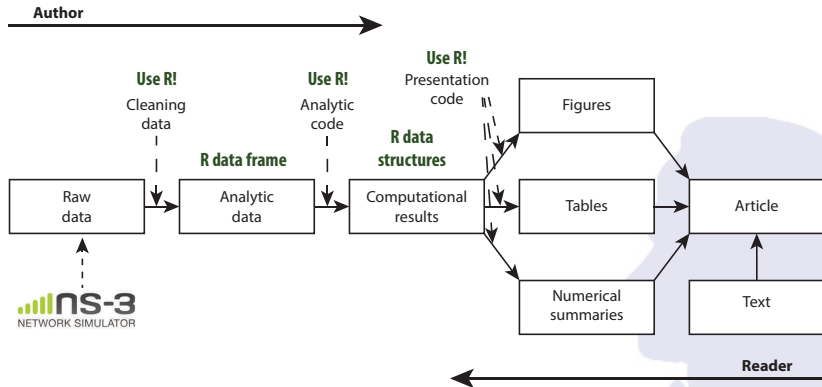 Author
Use R!
Cleaning
data
Use R!
Analytic
code
Use R!
Presentation
code
R data frame
R data
structures
Figures
Raw
data
Analytic
data
Computational
results
Tables
Article
Numerical
summaries
Text
ns-3
NETWORK SIMULATOR
Reader